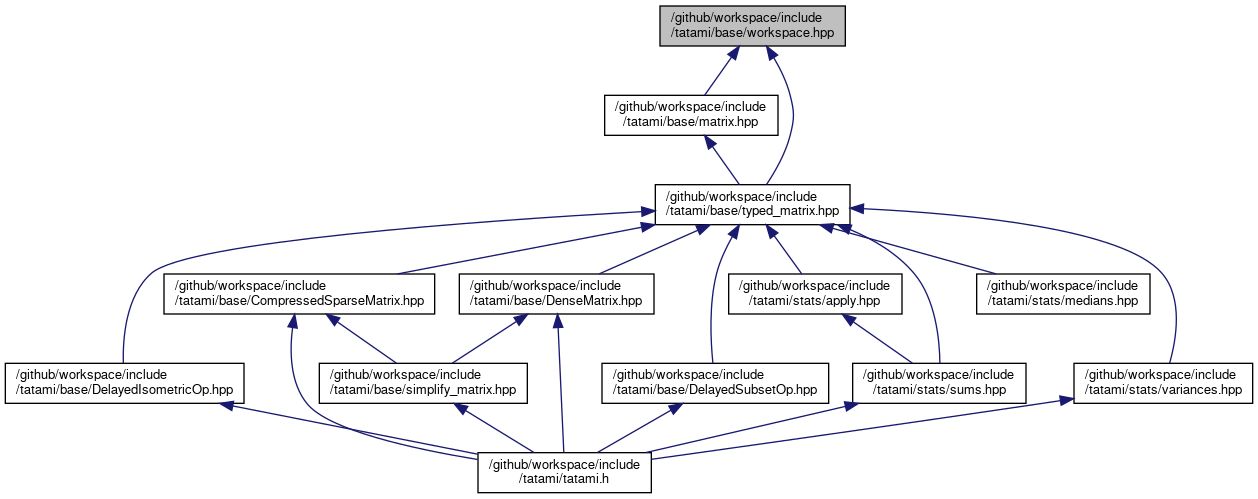 /github/workspace/include
/tatami/base/workspace.hpp
/github/workspace/include
/tatami/base/matrix.hpp
/github/workspace/include
/tatami/base/typed_matrix.hpp
/github/workspace/include
/tatami/base/CompressedSparseMatrix.hpp
/github/workspace/include
/tatami/base/DenseMatrix.hpp
/github/workspace/include
/tatami/stats/apply.hpp
/github/workspace/include
/tatami/stats/medians.hpp
/github/workspace/include
/tatami/base/DelayedIsometricOp.hpp
/github/workspace/include
/tatami/base/simplify_matrix.hpp
/github/workspace/include
/tatami/base/DelayedSubsetOp.hpp
/github/workspace/include
/tatami/stats/sums.hpp
/github/workspace/include
/tatami/stats/variances.hpp
/github/workspace/include
/tatami/tatami.h